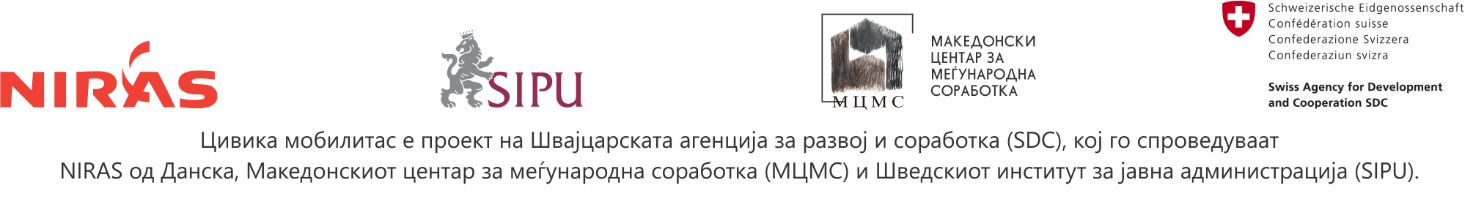 NIRAS
SIPU
МЦМС
МАКЕДОНСКИ
ЦЕНТАР ЗА
МЕЃУНАРОДНА
СОРАБОТКА
Schweizerische Eidgenossenschaft
Confédération suisse
Confederazione Svizzera
Confederaziun svizra
Swiss Agency for Development
and Cooperation SDC
Цивика мобилитас е проект на Швајцарската агенција за развој и соработка (SDC), кој го спроведуваат
NIRAS од Данска, Македонскиот центар за меѓународна соработка (МЦМС) и Шведскиот институт за јавна администрација (SIPU).